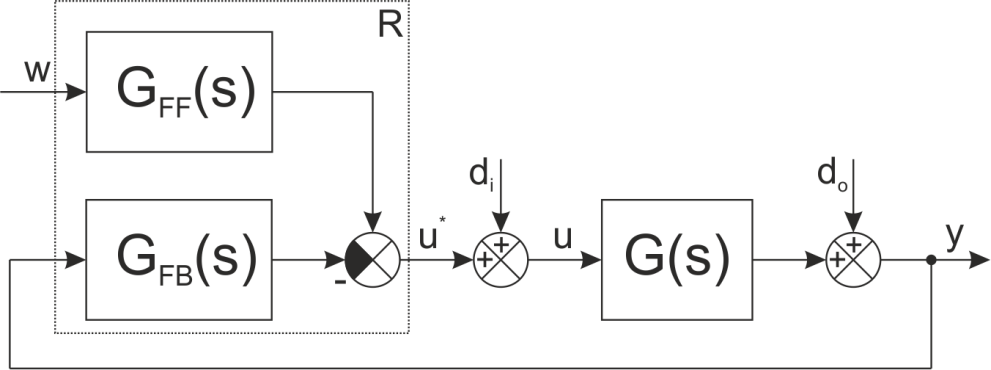 R
w
G_FF(s)
d_i
d_o
+
+
u*
+
u
G(s)
+
y
G_FB(s)
-